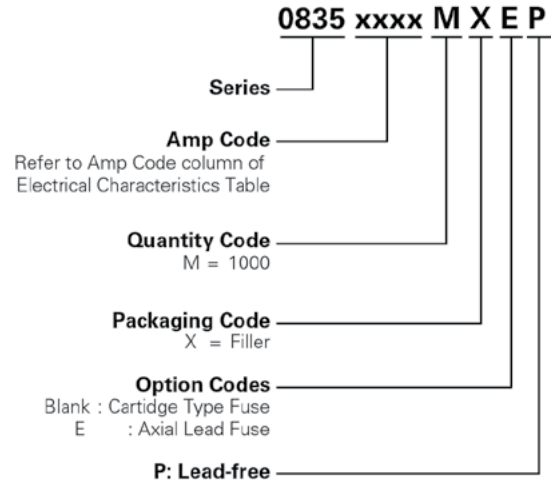 0835 xxxx M X E P
Series
Amp Code
Refer to Amp Code column of
Electrical Characteristics Table
Quantity Code
M = 1000
Packaging Code
X = Filler
Option Codes
Blank : Cartidge Type Fuse
E : Axial Lead Fuse
P: Lead-free